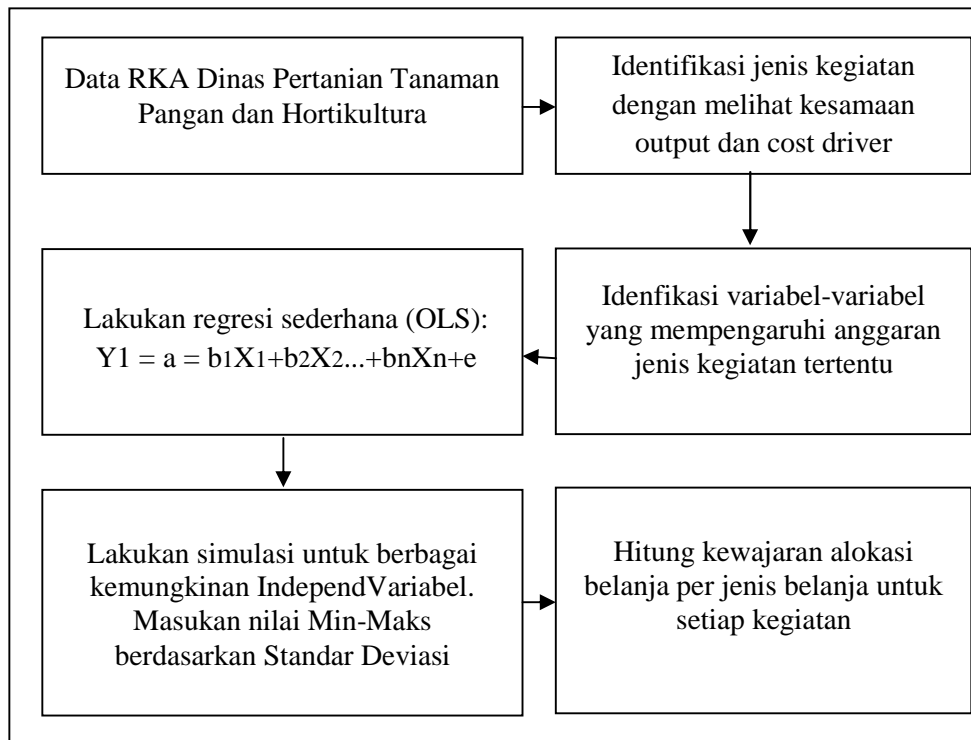 Data RKA Dinas Pertanian Tanaman
Pangan dan Hortikultura
Identifikasi jenis kegiatan
dengan melihat kesamaan
output dan cost driver
Idenfikasi variabel-variabel
yang mempengaruhi anggaran
jenis kegiatan tertentu
Lakukan regresi sederhana (OLS):
Y1 = a = b1X1+b2X2...+bnXn+e
Lakukan simulasi untuk berbagai
kemungkinan IndependVariabel.
Masukan nilai Min-Maks
berdasarkan Standar Deviasi
Hitung kewajaran alokasi
belanja per jenis belanja untuk
setiap kegiatan